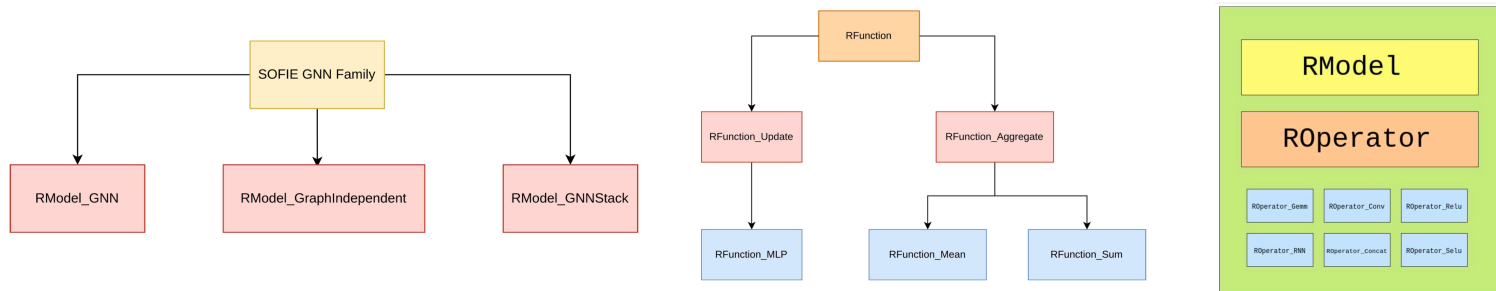 SOFIE GNN Family
RModel_GNN
RModel_GraphIndependent
RModel_GNNStack
RFunction
RFunction_Update
RFunction_Aggregate
RFunction_MLP
RFunction_Mean
RFunction_Sum
RModel
ROperator
ROperator_Gemm
ROperator_Conv
ROperator_Relu
ROperator_RNN
ROperator_Concat
ROperator_Selu